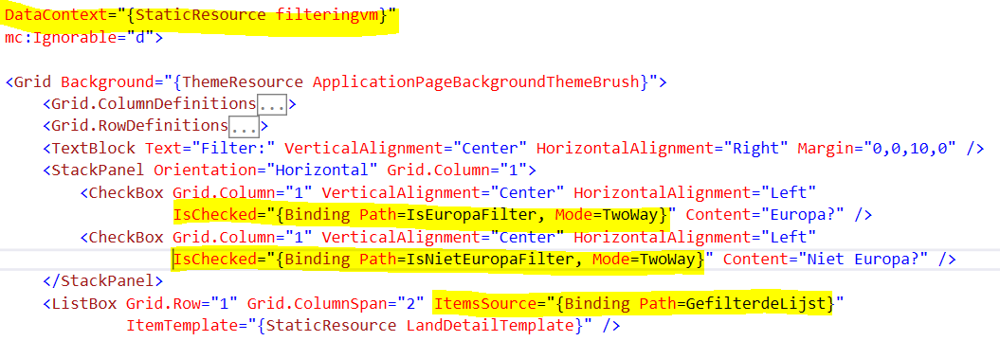 DataContext="{StaticResource filteringvm}"
mc:Ignorable="d">
<Grid Background="{ThemeResource ApplicationPageBackgroundThemeBrush}">
<Grid.ColumnDefinitions...>
<Grid.RowDefinitions...>
<TextBlock Text="Filter:" VerticalAlignment="Center" HorizontalAlignment="Right" Margin="0,0,10,0" />
<StackPanel Orientation="Horizontal" Grid.Column="1">
<CheckBox Grid.Column="1" VerticalAlignment="Center" HorizontalAlignment="Left"
IsChecked="{Binding Path=IsEuropaFilter, Mode=TwoWay}" Content="Europa?" />
<CheckBox Grid.Column="1" VerticalAlignment="Center" HorizontalAlignment="Left"
IsChecked="{Binding Path=IsNietEuropaFilter, Mode=TwoWay}" Content="Niet Europa?" />
</StackPanel>
<ListBox Grid.Row="1" Grid.ColumnSpan="2" ItemsSource="{Binding Path=GefilterdeLijst}"
ItemTemplate="{StaticResource LandDetailTemplate}" />